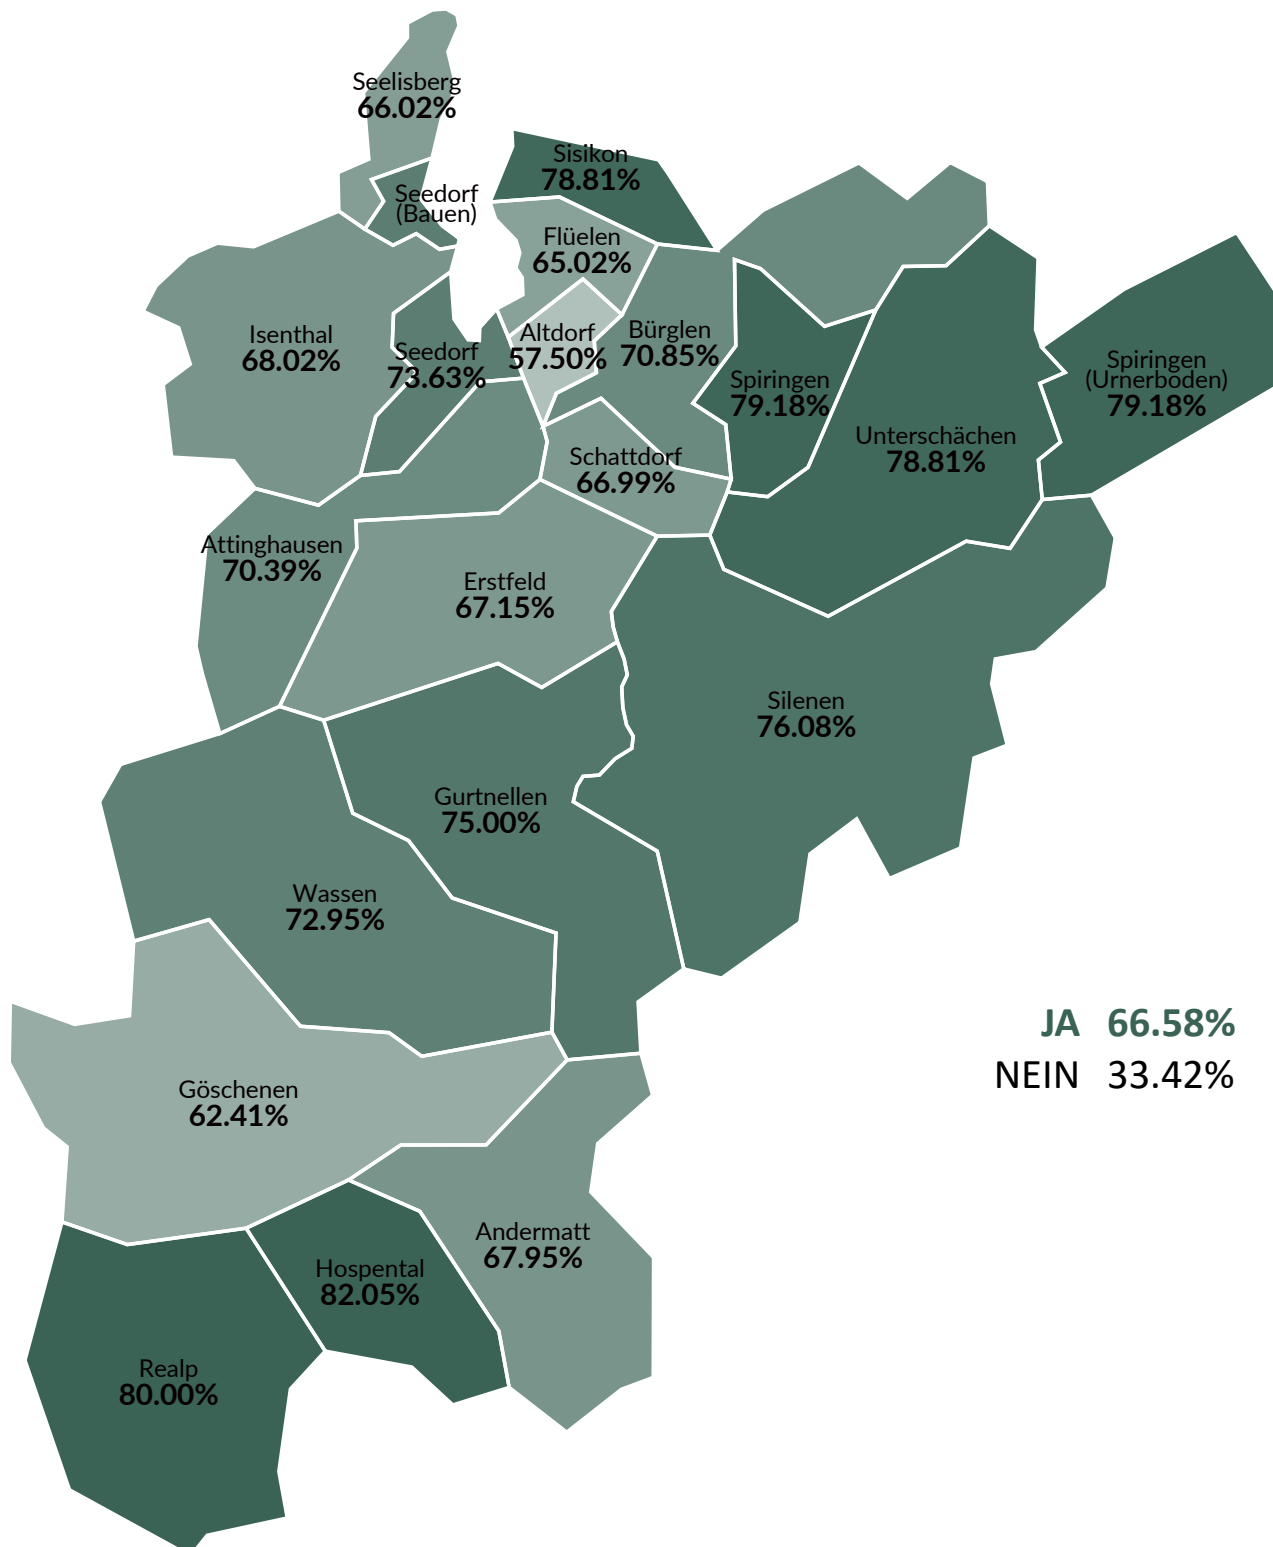 Seelisberg
66.02%
Sisikon
78.81%
Seedorf
(Bauen)
Flüelen
65.02%
Isenthal
68.02%
Seedorf
73.63%
Altdorf
57.50%
Bürglen
70.85%
Spiringen
79.18%
Spiringen
(Urnerboden)
79.18%
Unterschächen
78.81%
Schattdorf
66.99%
Attinghausen
70.39%
Erstfeld
67.15%
Silenen
76.08%
Gurtnellen
75.00%
Wassen
72.95%
JA 66.58%
NEIN 33.42%
Göschenen
62.41%
Andermatt
67.95%
Hospental
82.05%
Realp
80.00%